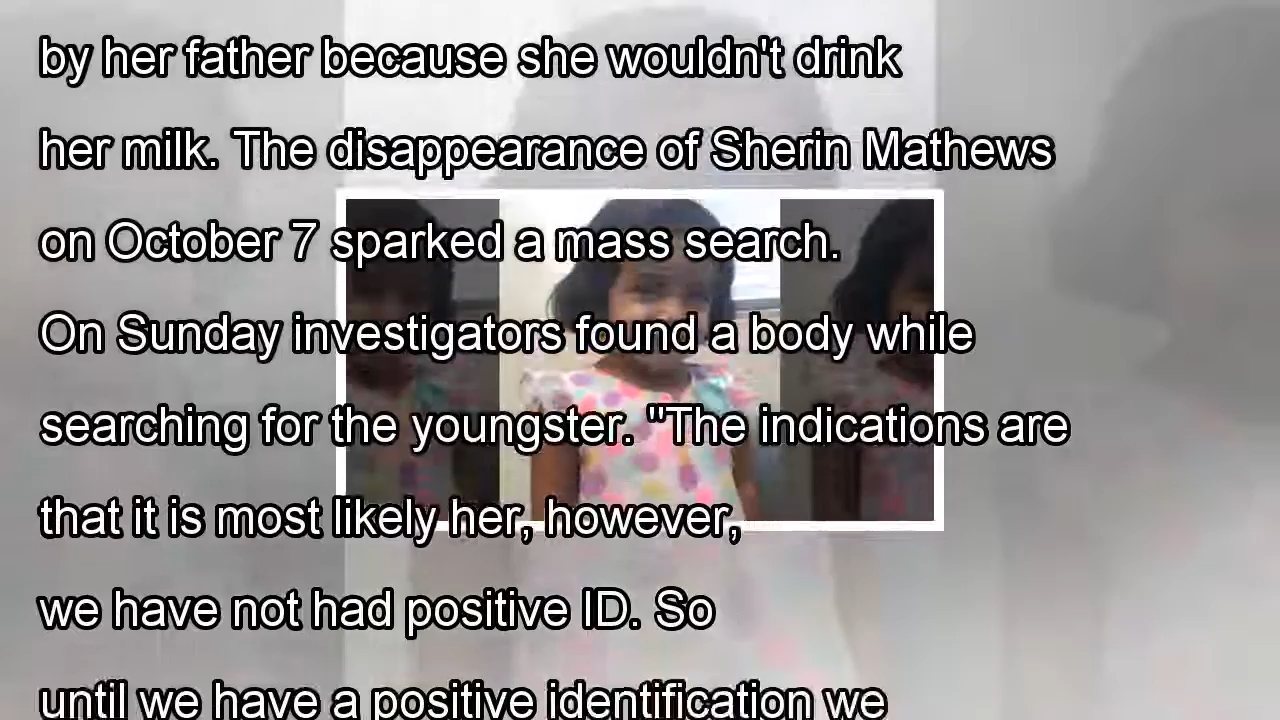 by her father because she wouldn't drink
her milk. The disappearance of Sherin Mathews
on October 7 sparked a mass search.
On Sunday investigators found a body while
searching for the youngster. "The indications are
that it is most likely her, however,
we have not had positive ID. So
until we have a positive identification we